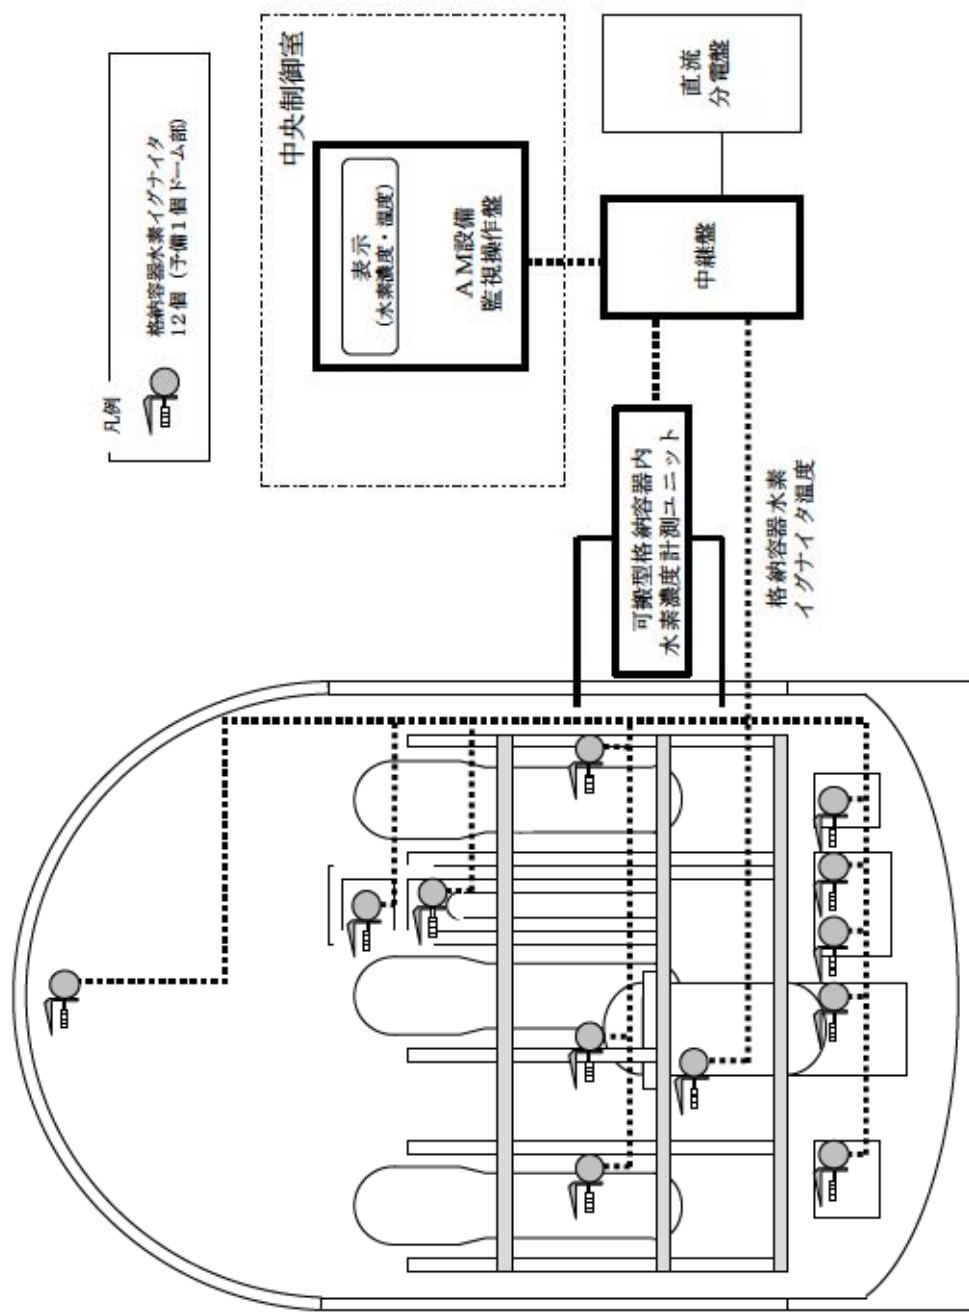 凡例
格納容器水素イグナイタ
12個（予備1個ドーム部）
中央制御室
表示
（水素濃度・温度）
AM設備
監視操作盤
直流
分電盤
中継盤
可搬型格納容器内
水素濃度計測ユニット
格納容器水素
イグナイタ温度